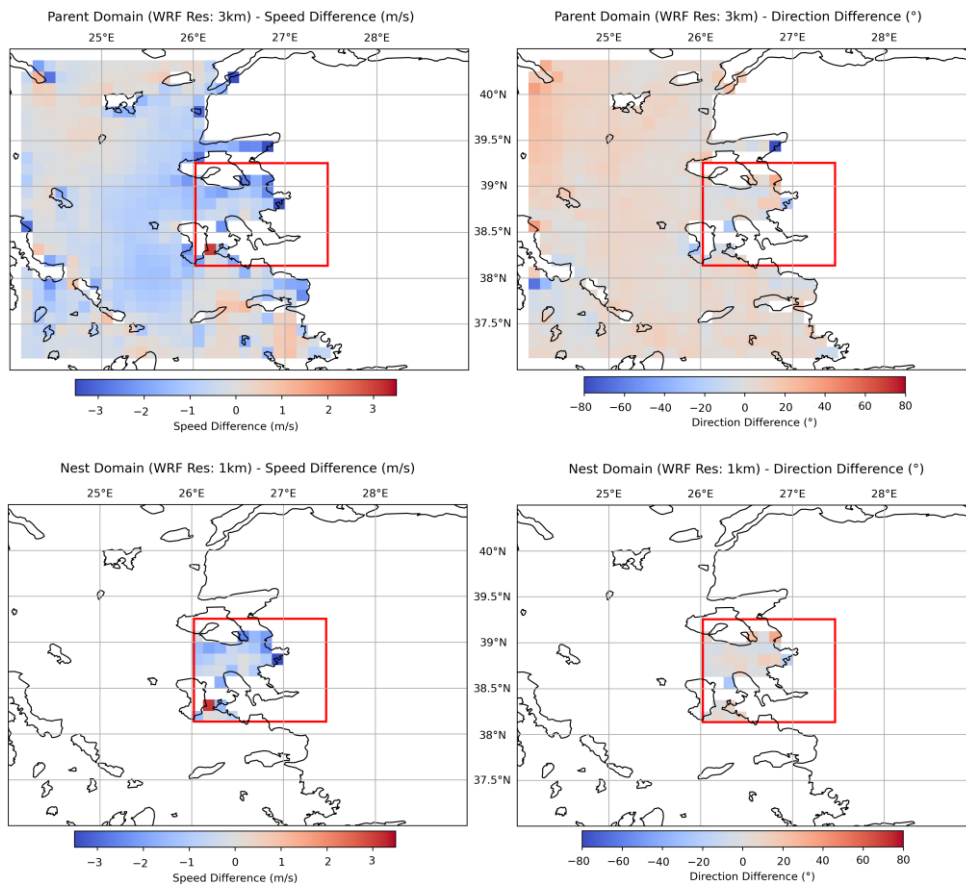 Parent Domain (WRF Res: 3km) - Speed Difference (m/s)
Parent Domain (WRF Res: 3km) - Direction Difference (°)
25°E 26°E 27°E 28°E
25°E 26°E 27°E 28°E
40°N
39.5°N
39°N
38.5°N
38°N
37.5°N
−3 −2 −1 0 1 2 3
Speed Difference (m/s)
−80 −60 −40 −20 0 20 40 60 80
Direction Difference (°)
Nest Domain (WRF Res: 1km) - Speed Difference (m/s)
Nest Domain (WRF Res: 1km) - Direction Difference (°)
25°E 26°E 27°E 28°E
25°E 26°E 27°E 28°E
40°N
39.5°N
39°N
38.5°N
38°N
37.5°N
−3 −2 −1 0 1 2 3
Speed Difference (m/s)
−80 −60 −40 −20 0 20 40 60 80
Direction Difference (°)